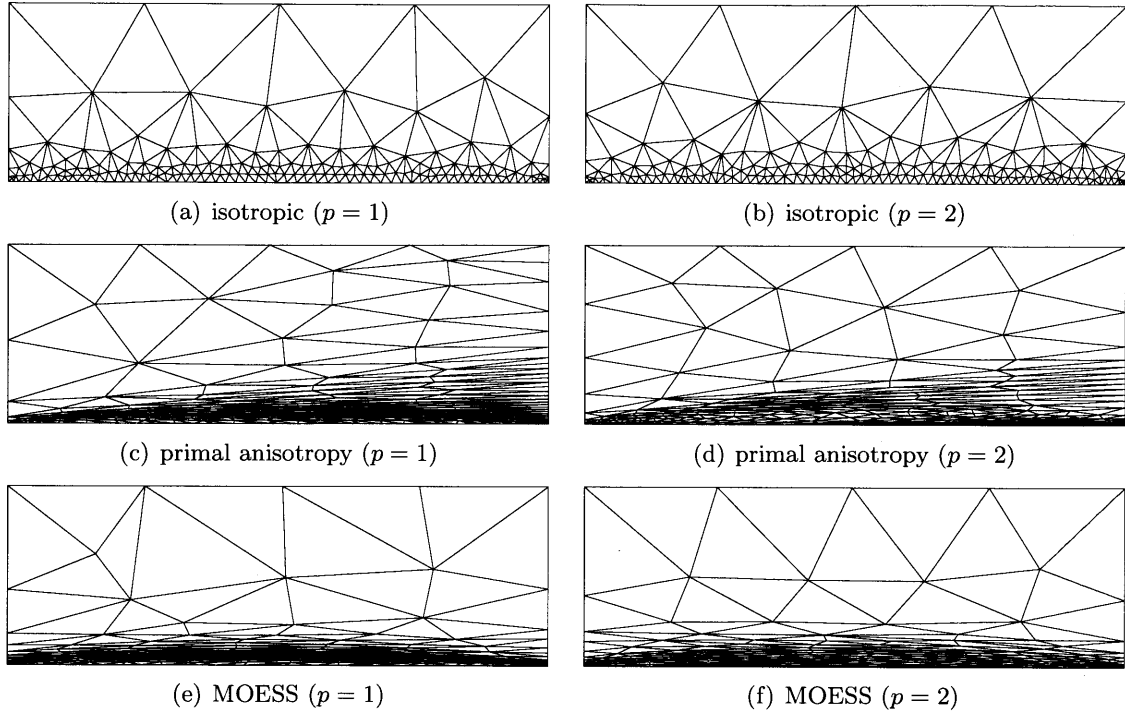 (a) isotropic (p = 1)
(b) isotropic (p = 2)
(c) primal anisotropy (p = 1)
(d) primal anisotropy (p = 2)
(e) MOESS (p = 1)
(f) MOESS (p = 2)